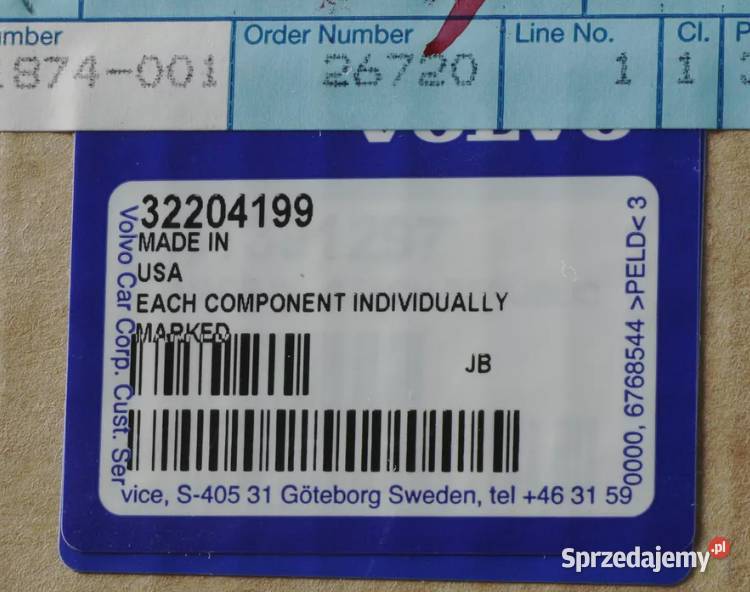 Order Number
Line No.
Cl.
1874-001
26720
1
1
VOLVO
32204199
MADE IN
USA
EACH COMPONENT INDIVIDUALLY
MARKED
JB
Volvo Car Corp. Cust. Ser
vice, S-405 31 Göteborg Sweden, tel +46 31 59
0000, 6768544 >PELD< 3
Sprzedajemy.pl